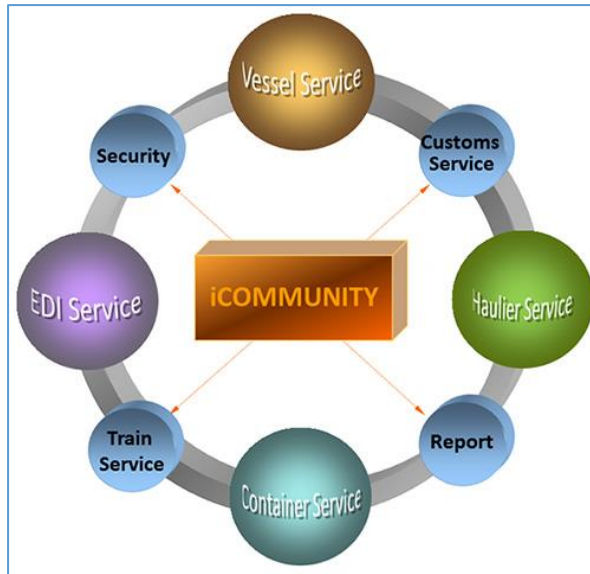 Vessel Service
Security
Customs
Service
iCOMMUNITY
EDI Service
Haulier Service
Train
Service
Report
Container Service